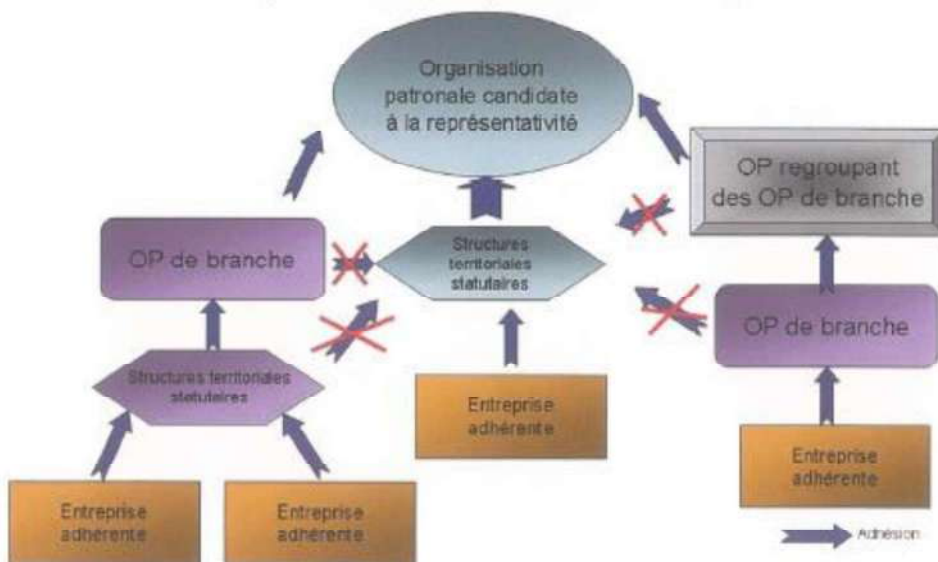 Organisation
patronale candidate
à la représentativité
OP regroupant
des OP de branche
OP de branche
Structures
territoriales
statutaires
OP de branche
Structures territoriales
statutaires
Entreprise
adhérente
Entreprise
adhérente
Entreprise
adhérente
Entreprise
adhérente
Adhésion